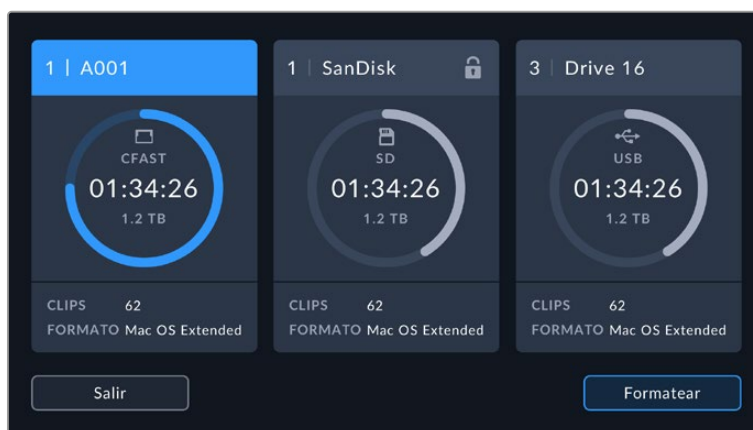 1 | A001
CFAST
01:34:26
1.2 TB
CLIPS 62
FORMATO Mac OS Extended
1 | SanDisk
SD
01:34:26
1.2 TB
CLIPS 62
FORMATO Mac OS Extended
3 | Drive 16
USB
01:34:26
1.2 TB
CLIPS 62
FORMATO Mac OS Extended
Salir
Formatear